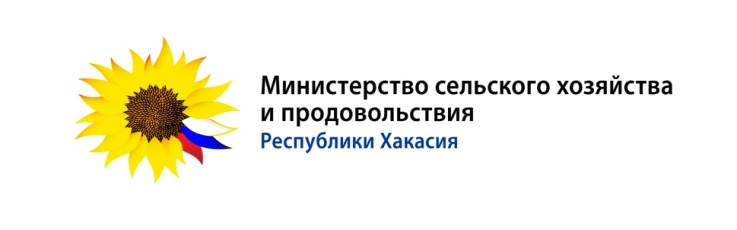 Министерство сельского хозяйства
и продовольствия
Республики Хакасия